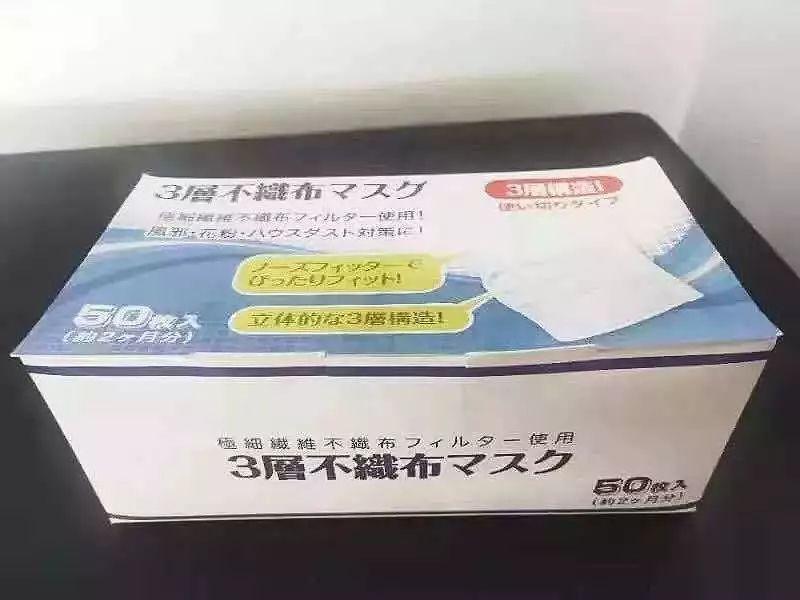 3層不織布マスク
極細繊維不織布フィルター使用!
風邪・花粉・ハウスダスト対策に!
3層構造!
使い切りタイプ
ノーズフィッターで
ぴったりフィット!
立体的な3層構造!
50枚入
(約2ヶ月分)
極細繊維不織布フィルター使用
3層不織布マスク
50枚入
(約2ヶ月分)